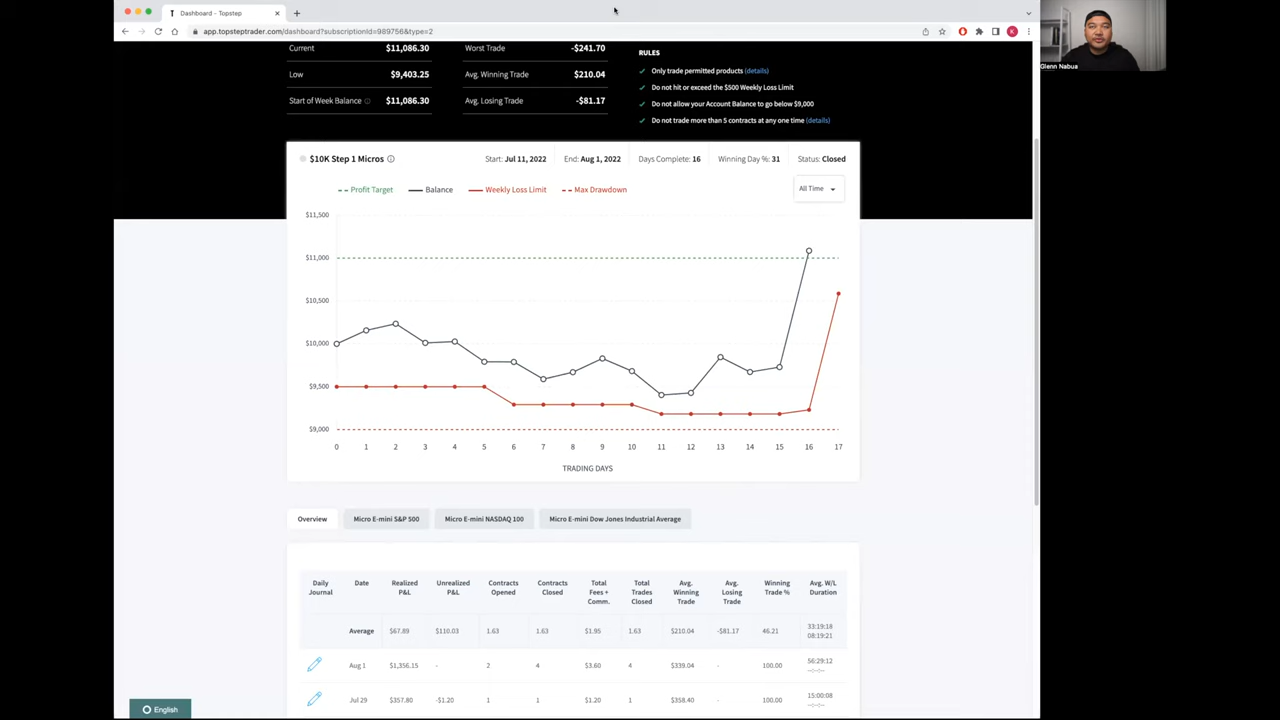 Dashboard - Topstep
app.topsteptrader.com/dashboard?subscriptionId=989756&type=2
K
Glenn Nabua
Current $11,086.30
Low $9,403.25
Start of Week Balance $11,086.30
Worst Trade -$241.70
Avg. Winning Trade $210.04
Avg. Losing Trade -$81.17
RULES
Only trade permitted products (details)
Do not hit or exceed the $500 Weekly Loss Limit
Do not allow your Account Balance to go below $9,000
Do not trade more than 5 contracts at any one time (details)
$10K Step 1 Micros Start: Jul 11, 2022 End: Aug 1, 2022 Days Complete: 16 Winning Day %: 31 Status: Closed
Profit Target Balance Weekly Loss Limit Max Drawdown
All Time
$11,500
$11,000
$10,500
$10,000
$9,500
$9,000
0 1 2 3 4 5 6 7 8 9 10 11 12 13 14 15 16 17
TRADING DAYS
Overview Micro E-mini S&P 500 Micro E-mini NASDAQ 100 Micro E-mini Dow Jones Industrial Average
Daily Journal Date Realized P&L Unrealized P&L Contracts Opened Contracts Closed Total Fees + Comm. Total Trades Closed Avg. Winning Trade Avg. Losing Trade Winning Trade % Avg. W/L Duration
Average $67.89 $110.03 1.63 1.63 $1.95 1.63 $210.04 -$81.17 46.21 33:19:18 08:19:21
Aug 1 $1,356.15 - 2 4 $3.60 4 $339.04 - 100.00 56:29:12 --:--:--
Jul 29 $357.80 -$1.20 1 1 $1.20 1 $358.40 - 100.00 15:00:08 --:--:--
English